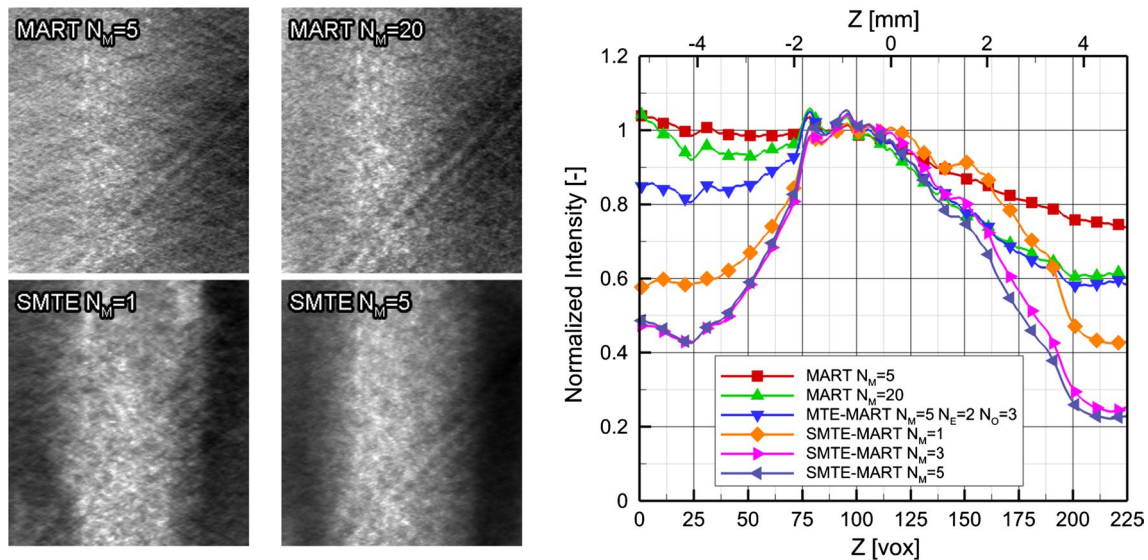 MART N_M=5
MART N_M=20
SMTE N_M=1
SMTE N_M=5
Z [mm]
-4 -2 0 2 4
1.2
1
0.8
0.6
0.4
0.2
0
Normalized Intensity [-]
MART N_M=5
MART N_M=20
MTE-MART N_M=5 N_E=2 N_O=3
SMTE-MART N_M=1
SMTE-MART N_M=3
SMTE-MART N_M=5
0 25 50 75 100 125 150 175 200 225
Z [vox]